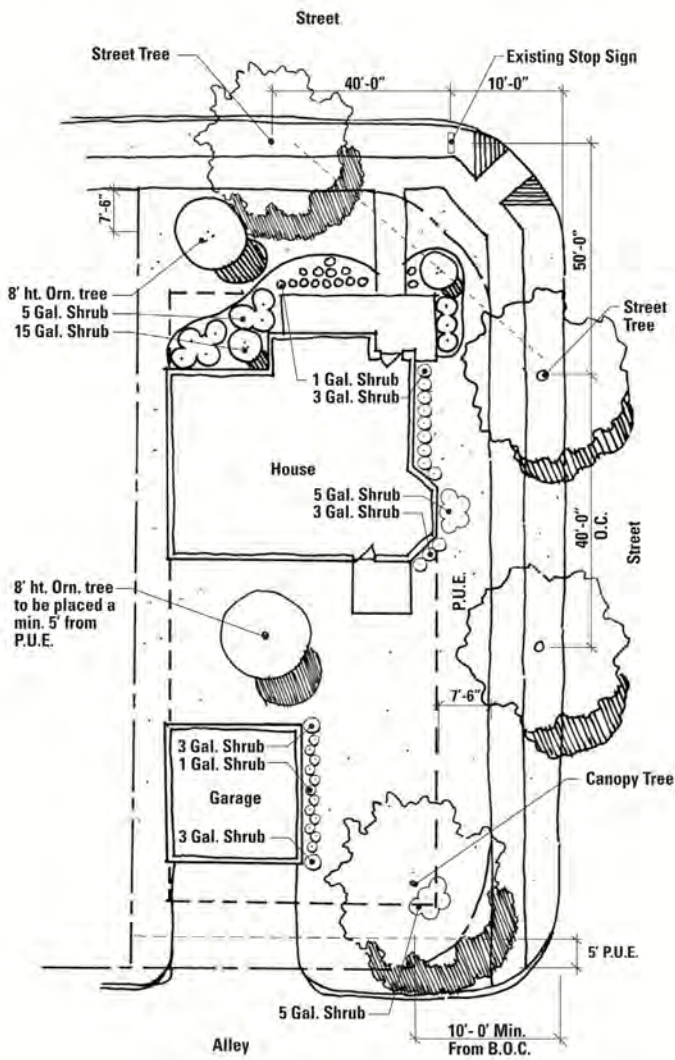 Street
Street Tree
Existing Stop Sign
40'-0"
10'-0"
7'-6"
50'-0"
8' ht. Orn. tree
5 Gal. Shrub
15 Gal. Shrub
Street
Tree
1 Gal. Shrub
3 Gal. Shrub
House
5 Gal. Shrub
3 Gal. Shrub
40'-0"
O.C.
Street
P.U.E.
8' ht. Orn. tree
to be placed a
min. 5' from
P.U.E.
7'-6"
3 Gal. Shrub
1 Gal. Shrub
Garage
3 Gal. Shrub
Canopy Tree
5' P.U.E.
5 Gal. Shrub
10'- 0' Min.
From B.O.C.
Alley